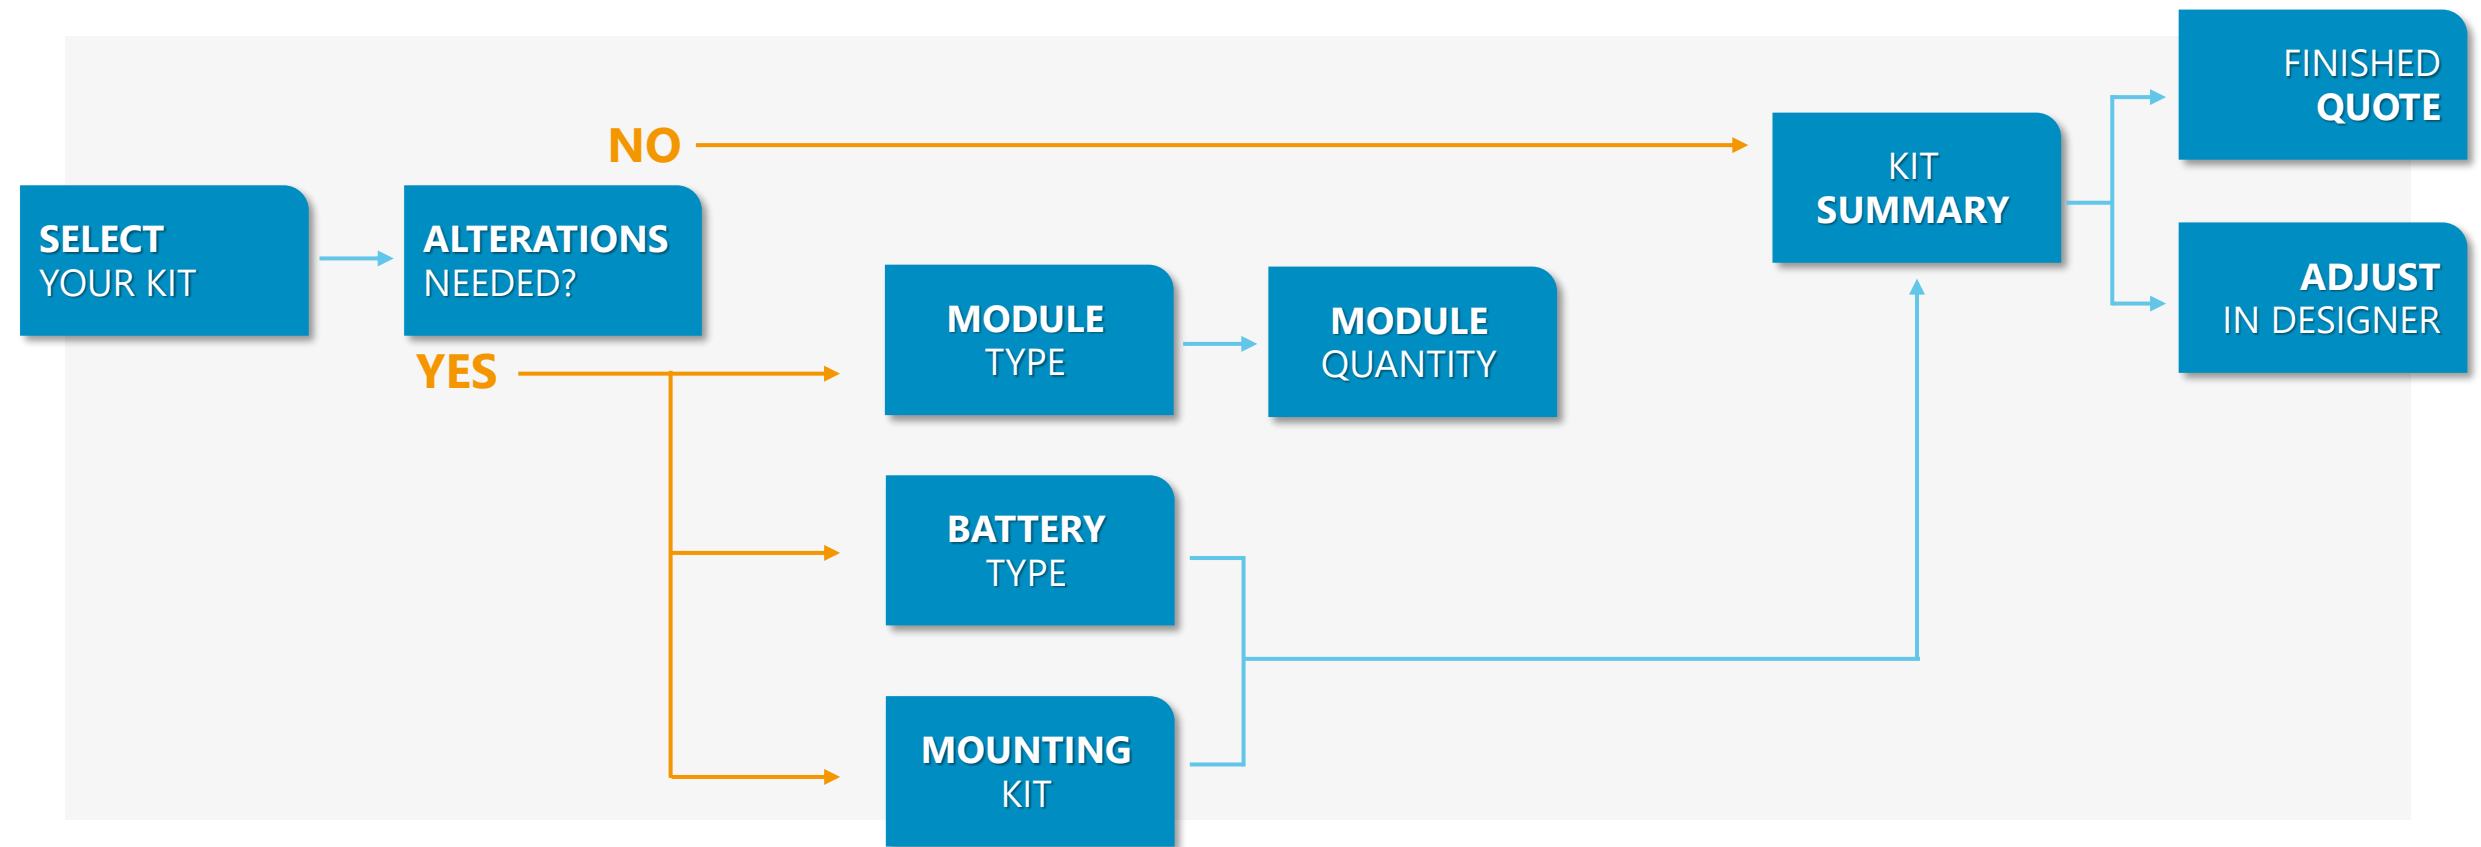 SELECT
YOUR KIT
ALTERATIONS
NEEDED?
NO
YES
MODULE
TYPE
MODULE
QUANTITY
BATTERY
TYPE
MOUNTING
KIT
KIT
SUMMARY
FINISHED
QUOTE
ADJUST
IN DESIGNER